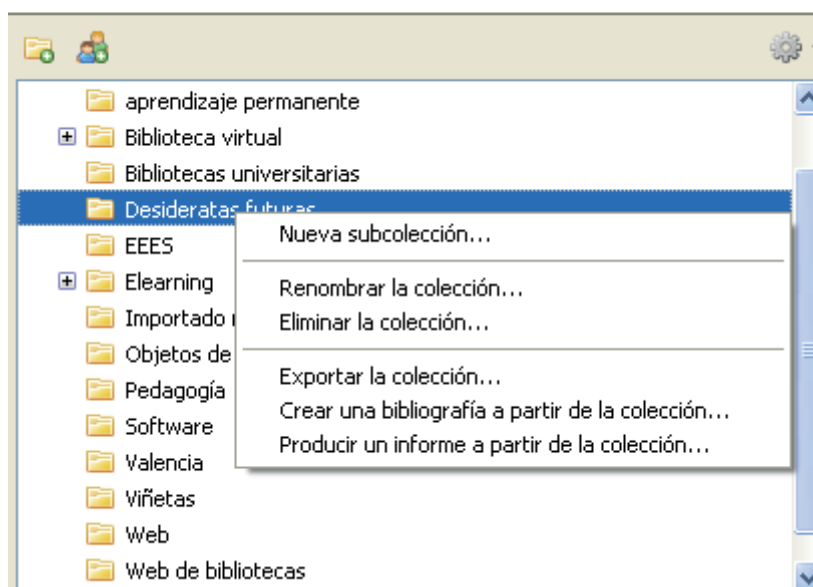 aprendizaje permanente
Biblioteca virtual
Bibliotecas universitarias
Desideratas futuras
Nueva subcolección...
EEES
Elearning
Renombrar la colección...
Importado
Eliminar la colección...
Objetos de
Pedagogía
Exportar la colección...
Crear una bibliografía a partir de la colección...
Software
Producir un informe a partir de la colección...
Valencia
Viñetas
Web
Web de bibliotecas